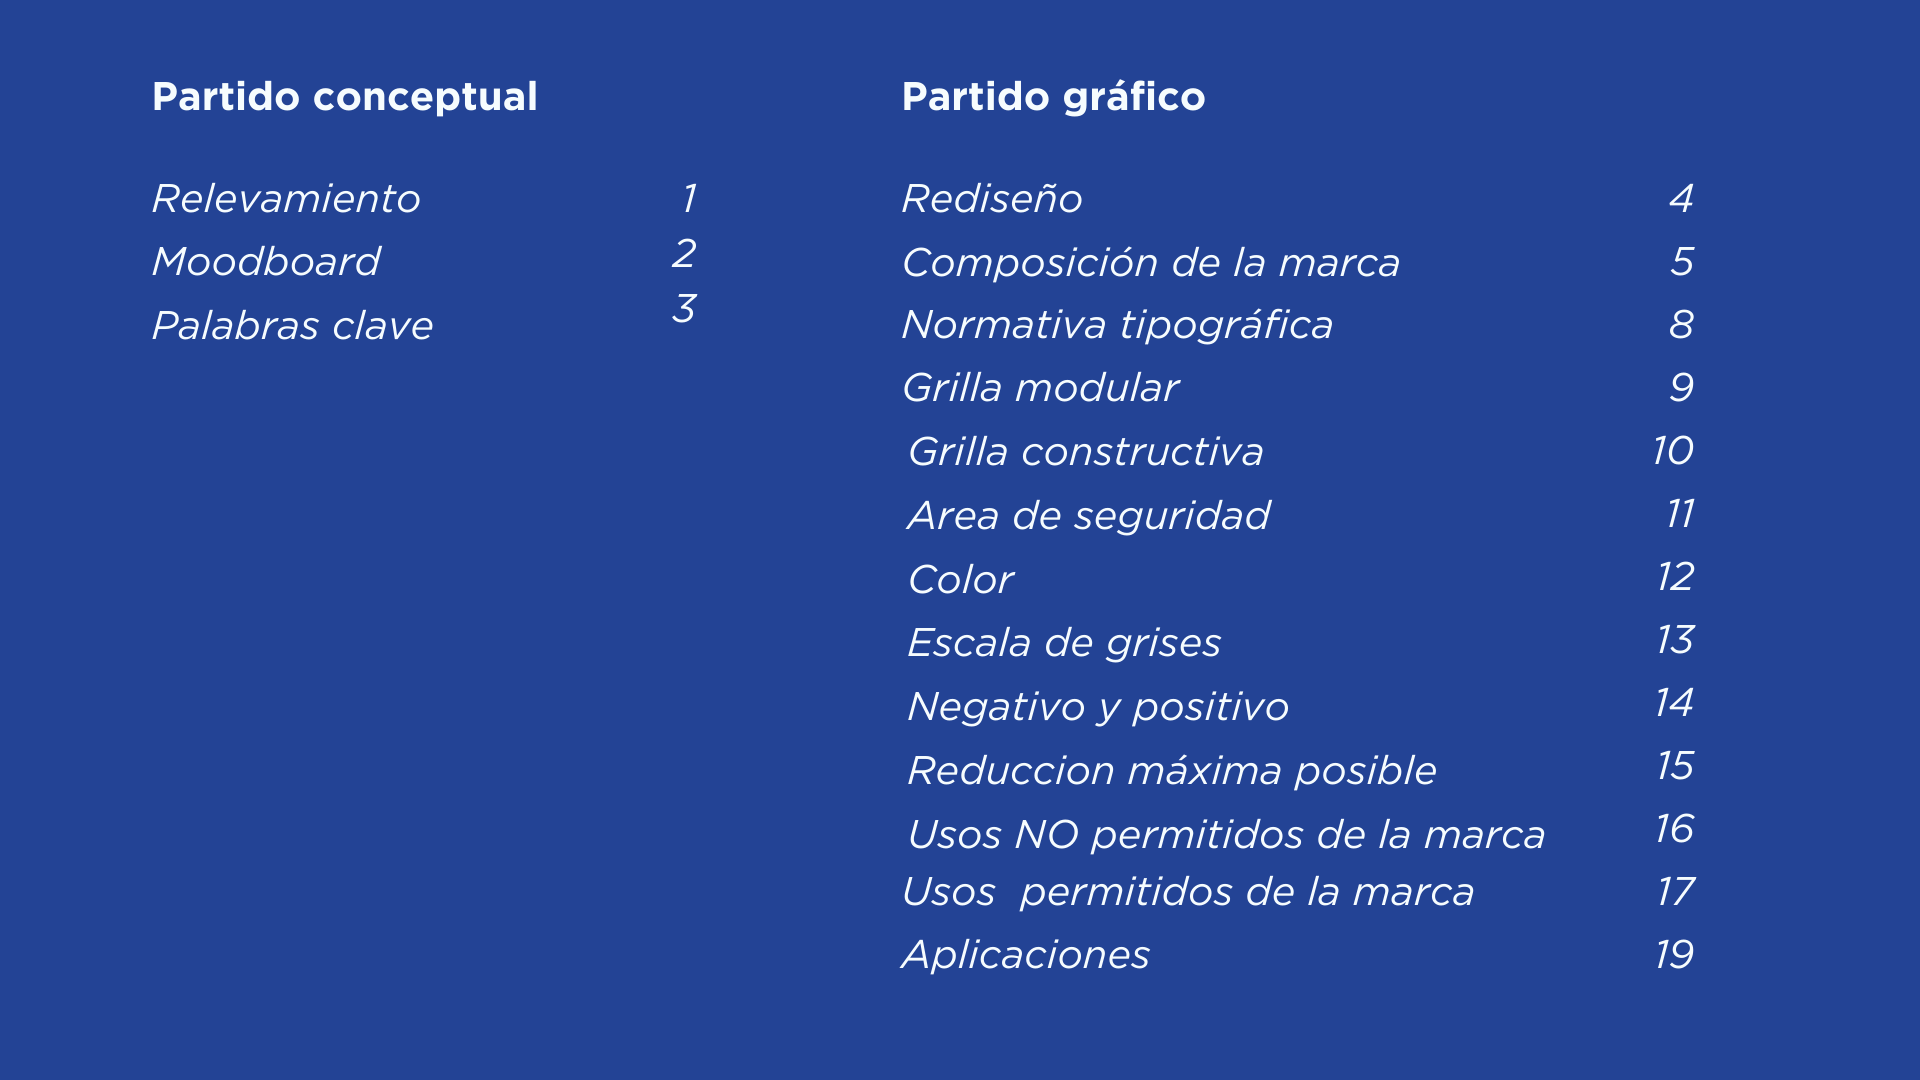 Partido conceptual
Relevamiento 1
Moodboard 2
Palabras clave 3
Partido gráfico
Rediseño 4
Composición de la marca 5
Normativa tipográfica 8
Grilla modular 9
Grilla constructiva 10
Area de seguridad 11
Color 12
Escala de grises 13
Negativo y positivo 14
Reduccion máxima posible 15
Usos NO permitidos de la marca 16
Usos  permitidos de la marca 17
Aplicaciones 19